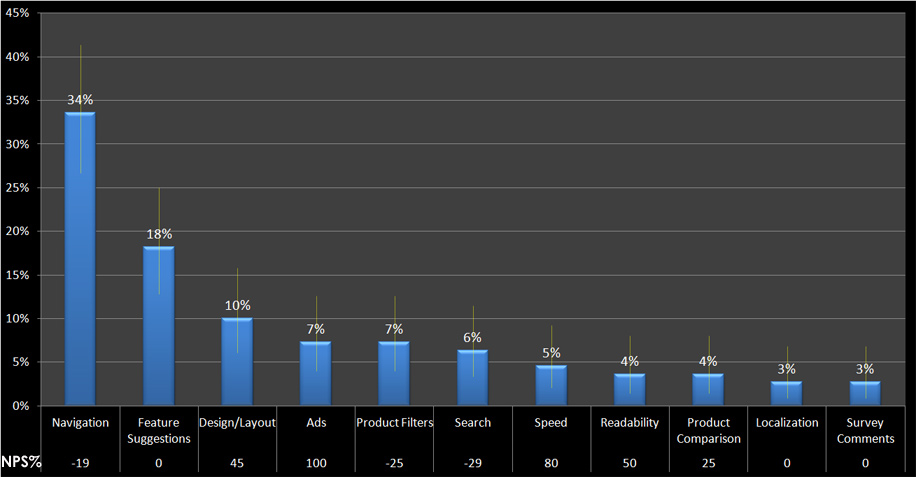 45%
40%
35%
30%
25%
20%
15%
10%
5%
0%
34%
18%
10%
7%
7%
6%
5%
4%
4%
3%
3%
Navigation
Feature
Suggestions
Design/Layout
Ads
Product Filters
Search
Speed
Readability
Product
Comparison
Localization
Survey
Comments
NPS% -19 0 45 100 -25 -29 80 50 25 0 0